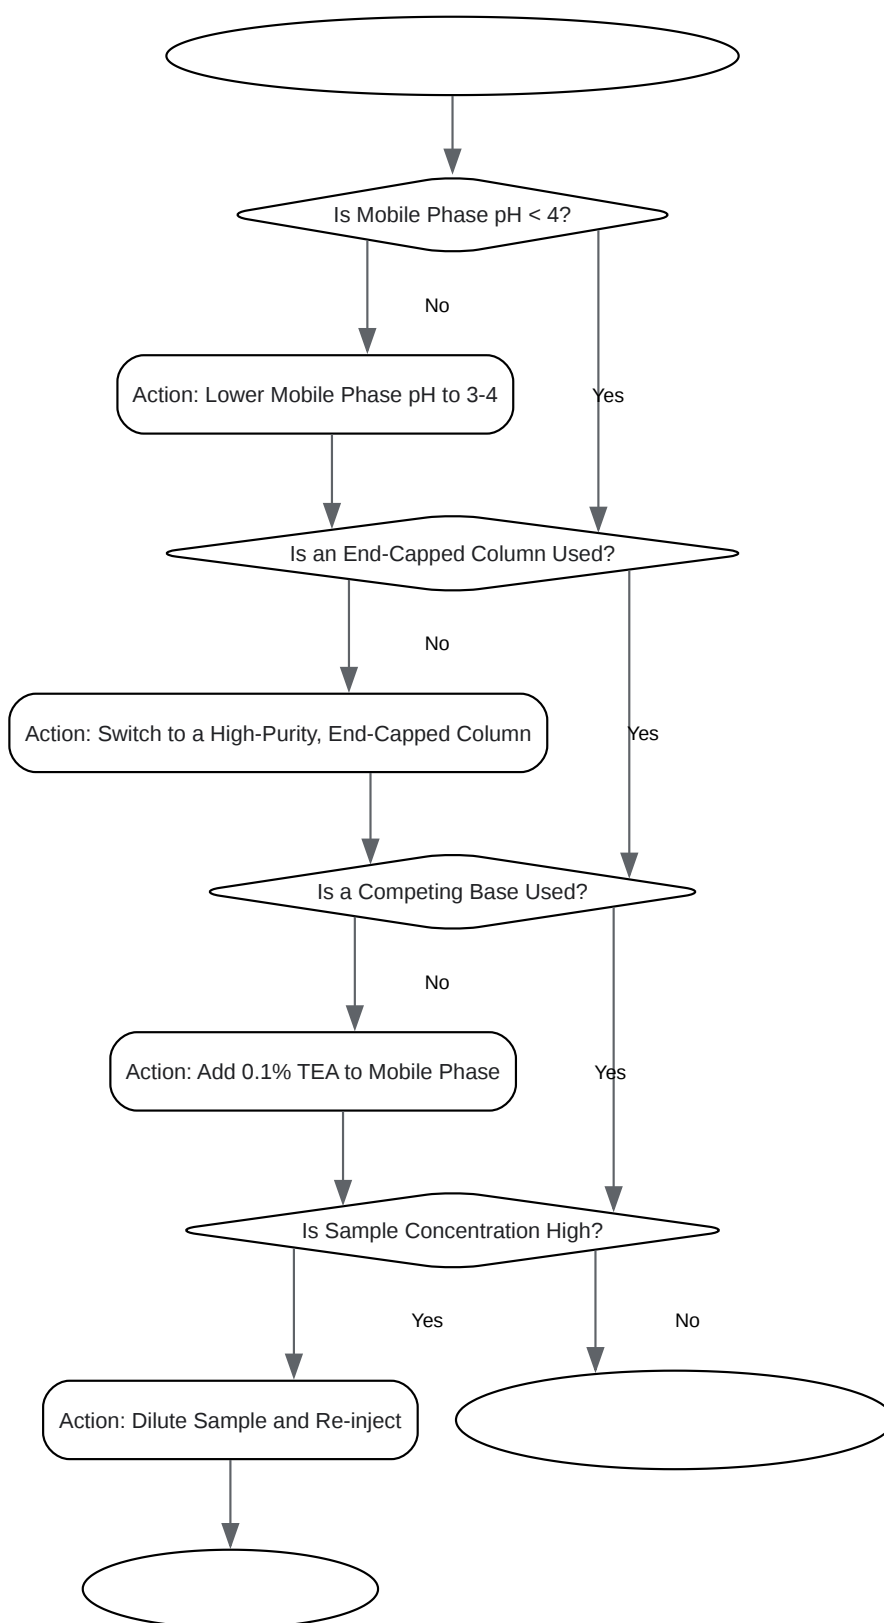 Is Mobile Phase pH < 4?
No
Action: Lower Mobile Phase pH to 3-4
Yes
Is an End-Capped Column Used?
No
Action: Switch to a High-Purity, End-Capped Column
Yes
Is a Competing Base Used?
No
Action: Add 0.1% TEA to Mobile Phase
Yes
Is Sample Concentration High?
Yes
No
Action: Dilute Sample and Re-inject